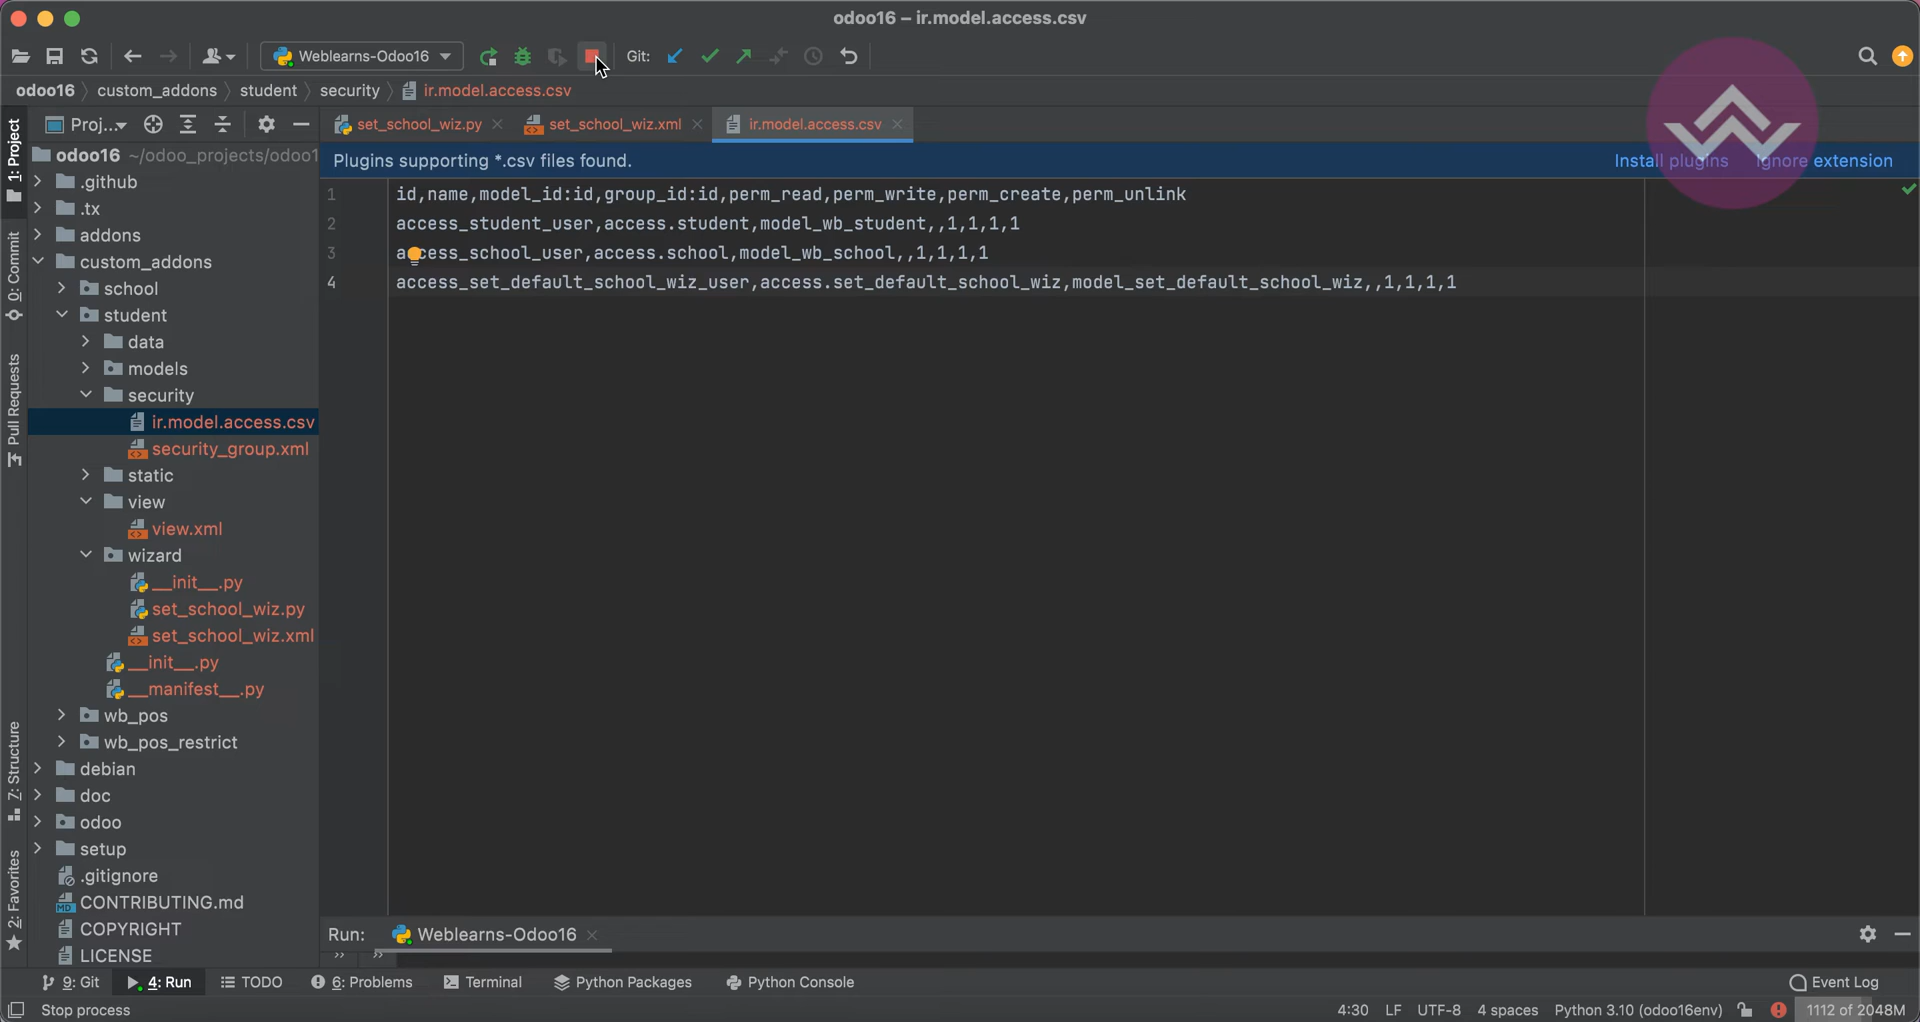 odoo16 – ir.model.access.csv
Weblearns-Odoo16
Git:
odoo16 custom_addons student security ir.model.access.csv
1: Project
Proj...
set_school_wiz.py
set_school_wiz.xml
ir.model.access.csv
Plugins supporting *.csv files found.
Install plugins
Ignore extension
odoo16 ~/odoo_projects/odoo1
.github
.tx
addons
custom_addons
school
student
data
models
security
ir.model.access.csv
security_group.xml
static
view
view.xml
wizard
__init__.py
set_school_wiz.py
set_school_wiz.xml
__init__.py
__manifest__.py
wb_pos
wb_pos_restrict
debian
doc
odoo
setup
.gitignore
CONTRIBUTING.md
COPYRIGHT
LICENSE
0: Commit
Pull Requests
Z: Structure
2: Favorites
1 id,name,model_id:id,group_id:id,perm_read,perm_write,perm_create,perm_unlink
2 access_student_user,access.student,model_wb_student,,1,1,1,1
3 access_school_user,access.school,model_wb_school,,1,1,1,1
4 access_set_default_school_wiz_user,access.set_default_school_wiz,model_set_default_school_wiz,,1,1,1,1
Run: Weblearns-Odoo16
9: Git
4: Run
TODO
6: Problems
Terminal
Python Packages
Python Console
Event Log
Stop process
4:30 LF UTF-8 4 spaces Python 3.10 (odoo16env) 1112 of 2048M